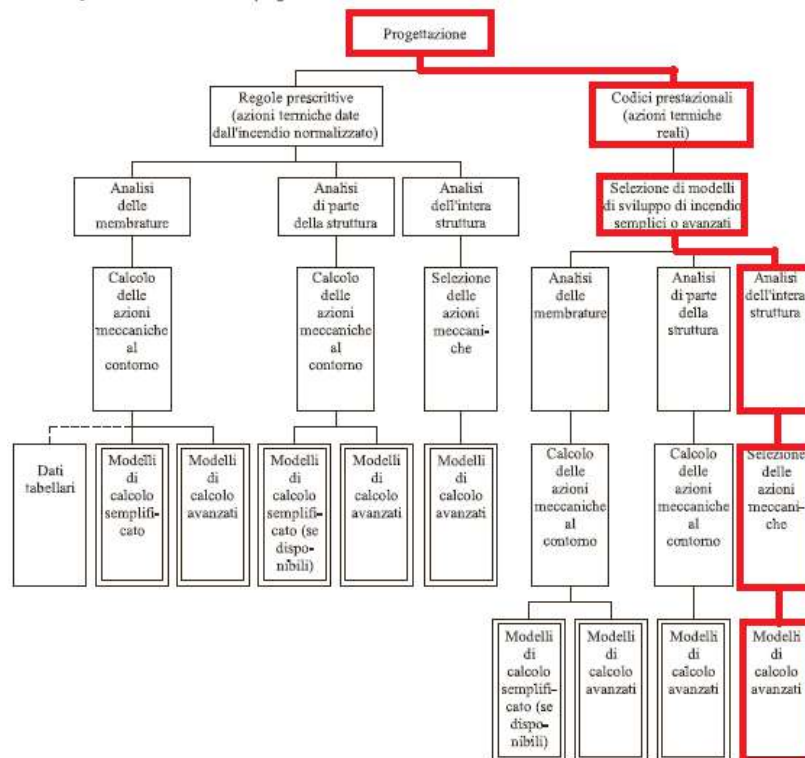 Progettazione
Regole prescrittive
(azioni termiche date
dall'incendio normalizzato)
Codici prestazionali
(azioni termiche
reali)
Analisi
delle
membrature
Analisi
di parte
della struttura
Analisi
dell'intera
struttura
Selezione di modelli
di sviluppo di incendio
semplici o avanzati
Calcolo
delle
azioni
meccaniche
al
contorno
Calcolo
delle
azioni
meccaniche
al
contorno
Selezione
delle
azioni
meccani-
che
Analisi
delle
membrature
Analisi
di parte
della
struttura
Analisi
dell'intera
struttura
Dati
tabellari
Modelli
di
calcolo
semplifi-
cato
Modelli
di
calcolo
avanzati
Modelli
di
calcolo
semplifi-
cato (se
dispo-
nibili)
Modelli
di
calcolo
avanzati
Modelli
di
calcolo
avanzati
Calcolo
delle
azioni
meccaniche
al
contorno
Calcolo
delle
azioni
meccaniche
al
contorno
Selezione
delle
azioni
meccani-
che
Modelli
di
calcolo
semplifi-
cato (se
dispo-
nibili)
Modelli
di
calcolo
avanzati
Modelli
di
calcolo
avanzati
Modelli
di
calcolo
avanzati